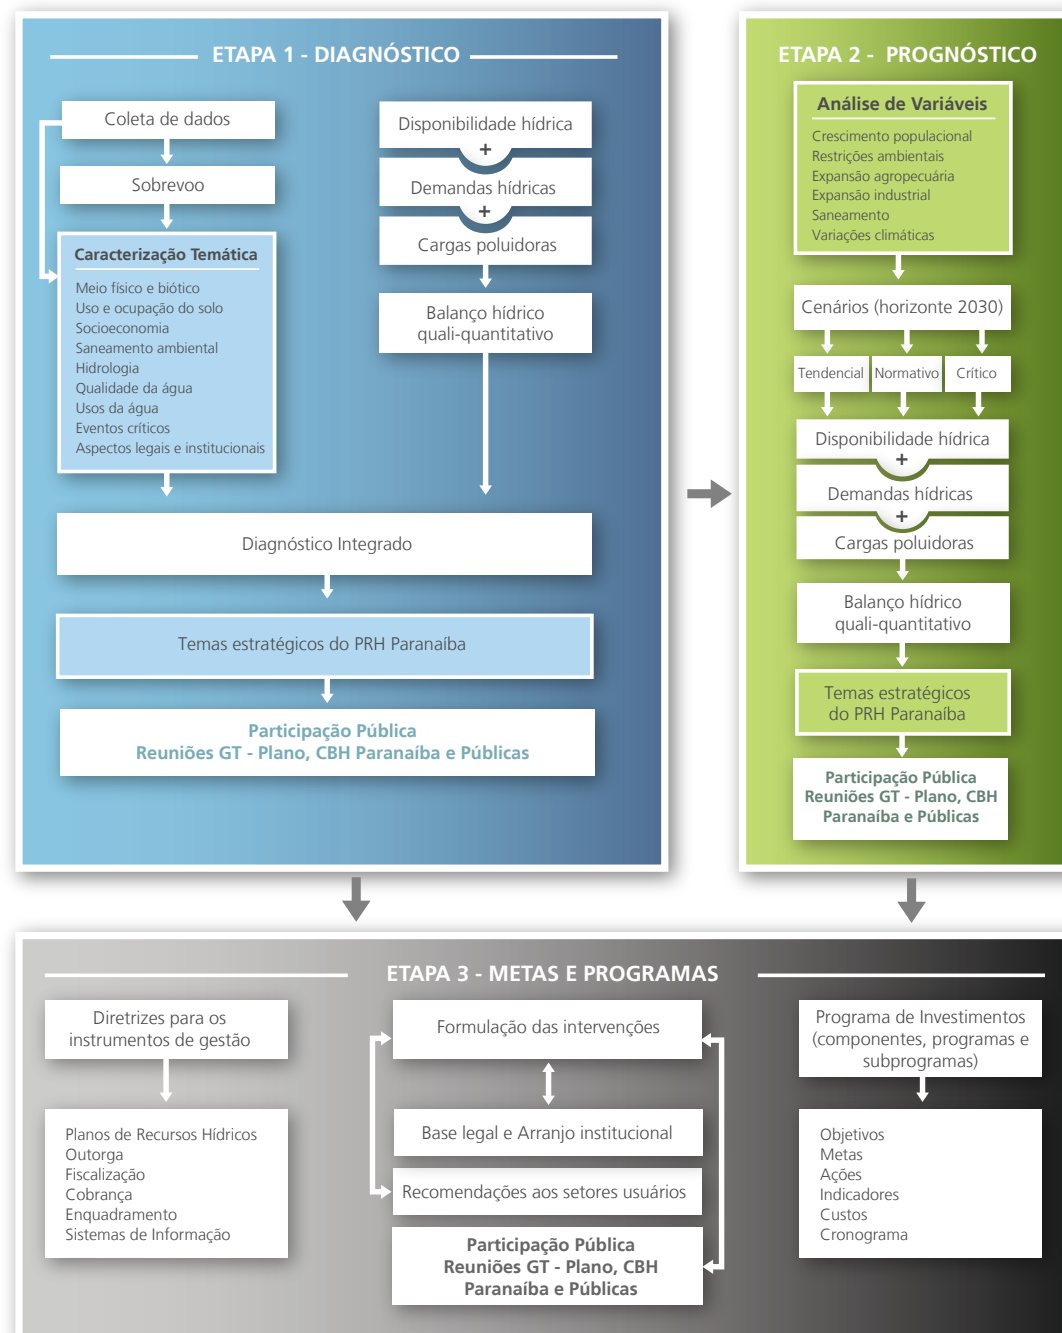 ETAPA 1 - DIAGNÓSTICO
Coleta de dados
Sobrevoo
Caracterização Temática
Meio físico e biótico
Uso e ocupação do solo
Socioeconomia
Saneamento ambiental
Hidrologia
Qualidade da água
Usos da água
Eventos críticos
Aspectos legais e institucionais
Disponibilidade hídrica
+
Demandas hídricas
+
Cargas poluidoras
Balanço hídrico
quali-quantitativo
Diagnóstico Integrado
Temas estratégicos do PRH Paranaíba
Participação Pública
Reuniões GT - Plano, CBH Paranaíba e Públicas
ETAPA 2 - PROGNÓSTICO
Análise de Variáveis
Crescimento populacional
Restrições ambientais
Expansão agropecuária
Expansão industrial
Saneamento
Variações climáticas
Cenários (horizonte 2030)
Tendencial
Normativo
Crítico
Disponibilidade hídrica
+
Demandas hídricas
+
Cargas poluidoras
Balanço hídrico
quali-quantitativo
Temas estratégicos
do PRH Paranaíba
Participação Pública
Reuniões GT - Plano, CBH
Paranaíba e Públicas
ETAPA 3 - METAS E PROGRAMAS
Diretrizes para os
instrumentos de gestão
Planos de Recursos Hídricos
Outorga
Fiscalização
Cobrança
Enquadramento
Sistemas de Informação
Formulação das intervenções
Base legal e Arranjo institucional
Recomendações aos setores usuários
Participação Pública
Reuniões GT - Plano, CBH
Paranaíba e Públicas
Programa de Investimentos
(componentes, programas e
subprogramas)
Objetivos
Metas
Ações
Indicadores
Custos
Cronograma